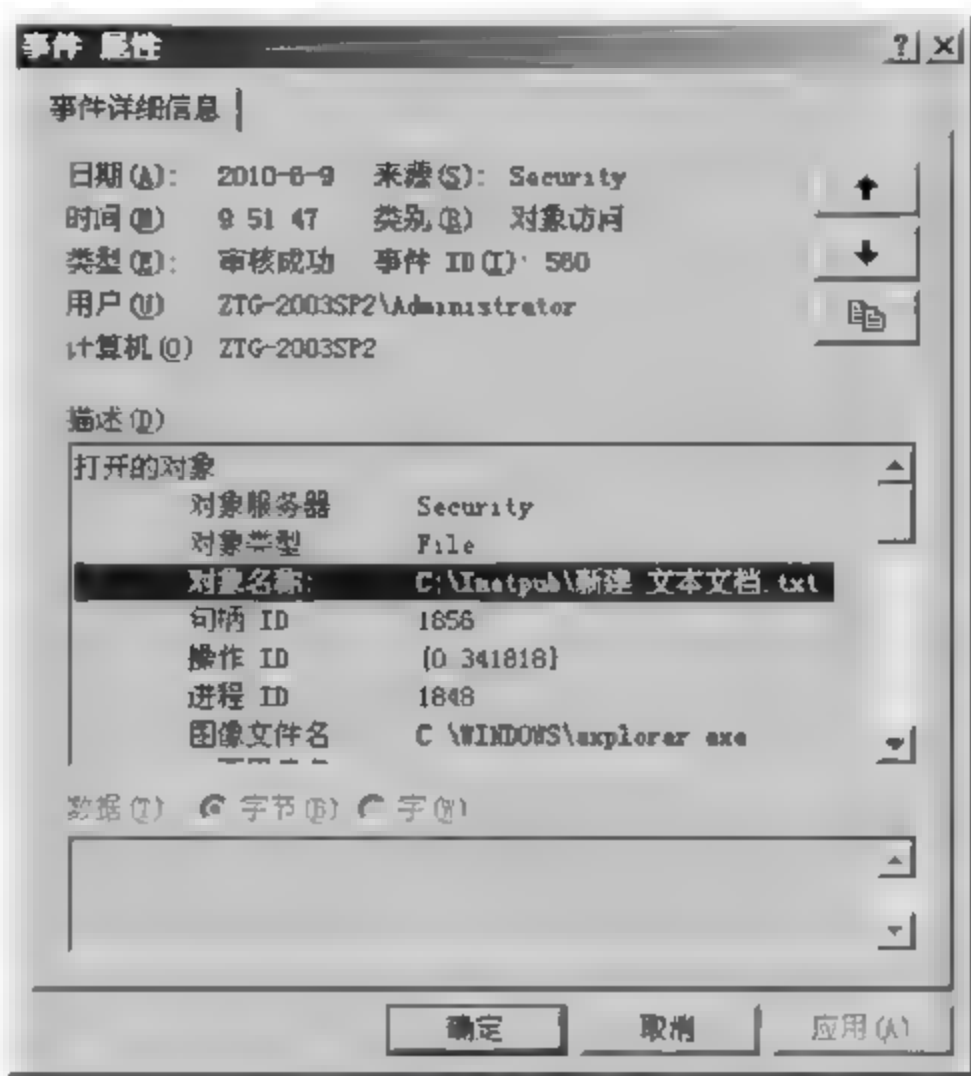 事件 属性
事件详细信息
日期(A): 2010-6-9 来源(S): Security
时间(M) 9 51 47 类别(R) 对象访问
类型(E): 审核成功 事件 ID(I): 560
用户(U) ZTG-2003SP2\Administrator
计算机(O) ZTG-2003SP2
描述(D)
打开的对象
对象服务器 Security
对象类型 File
对象名称: C:\Inetpub\新建 文本文档.txt
句柄 ID 1856
操作 ID {0 341818}
进程 ID 1848
图像文件名 C \WINDOWS\explorer exe
数据(T) 字节(B) 字(W)
确定 取消 应用(A)